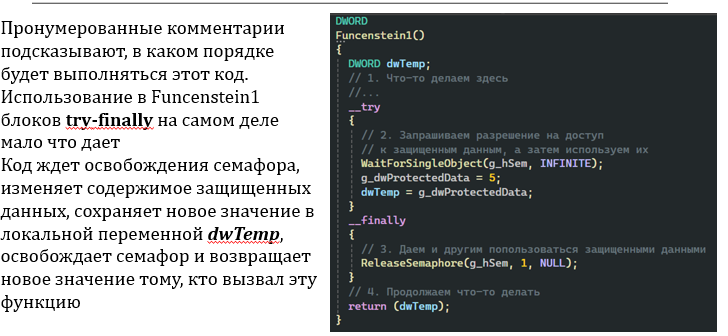 Пронумерованные комментарии
подсказывают, в каком порядке
будет выполняться этот код.
Использование в Funcenstein1
блоков try-finally на самом деле
мало что дает
Код ждет освобождения семафора,
изменяет содержимое защищенных
данных, сохраняет новое значение в
локальной переменной dwTemp,
освобождает семафор и возвращает
новое значение тому, кто вызвал эту
функцию
DWORD
Funcenstein1()
{
DWORD dwTemp;
// 1. Что-то делаем здесь
//...
__try
{
// 2. Запрашиваем разрешение на доступ
// к защищенным данным, а затем используем их
WaitForSingleObject(g_hSem, INFINITE);
g_dwProtectedData = 5;
dwTemp = g_dwProtectedData;
}
__finally
{
// 3. Даем и другим попользоваться защищенными данными
ReleaseSemaphore(g_hSem, 1, NULL);
}
// 4. Продолжаем что-то делать
return (dwTemp);
}